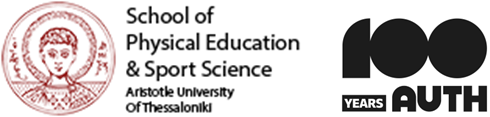 School of
Physical Education
& Sport Science
Aristotle University
Of Thessaloniki
100
YEARS AUTH